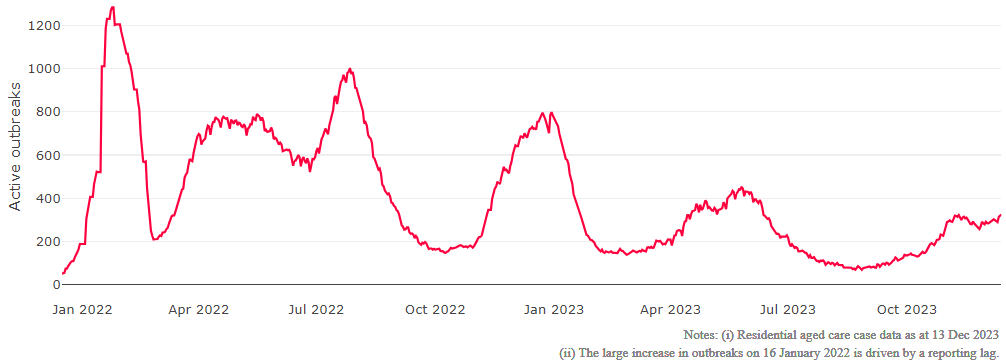 Active outbreaks
1200
1000
800
600
400
200
0
Jan 2022 Apr 2022 Jul 2022 Oct 2022 Jan 2023 Apr 2023 Jul 2023 Oct 2023
Notes: (i) Residential aged care case data as at 13 Dec 2023
(ii) The large increase in outbreaks on 16 January 2022 is driven by a reporting lag.